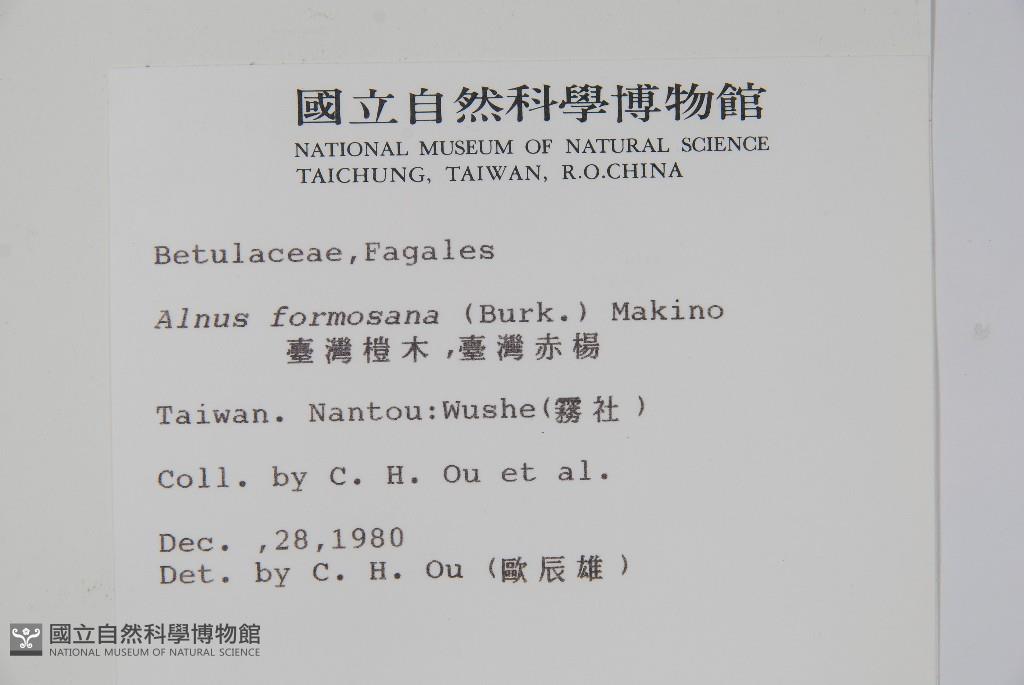 國立自然科學博物館
NATIONAL MUSEUM OF NATURAL SCIENCE
TAICHUNG, TAIWAN, R.O.CHINA
Betulaceae,Fagales
Alnus formosana (Burk.) Makino
臺灣榿木,臺灣赤楊
Taiwan. Nantou:Wushe(霧社)
Coll. by C. H. Ou et al.
Dec. ,28,1980
Det. by C. H. Ou (歐辰雄)
國立自然科學博物館
NATIONAL MUSEUM OF NATURAL SCIENCE